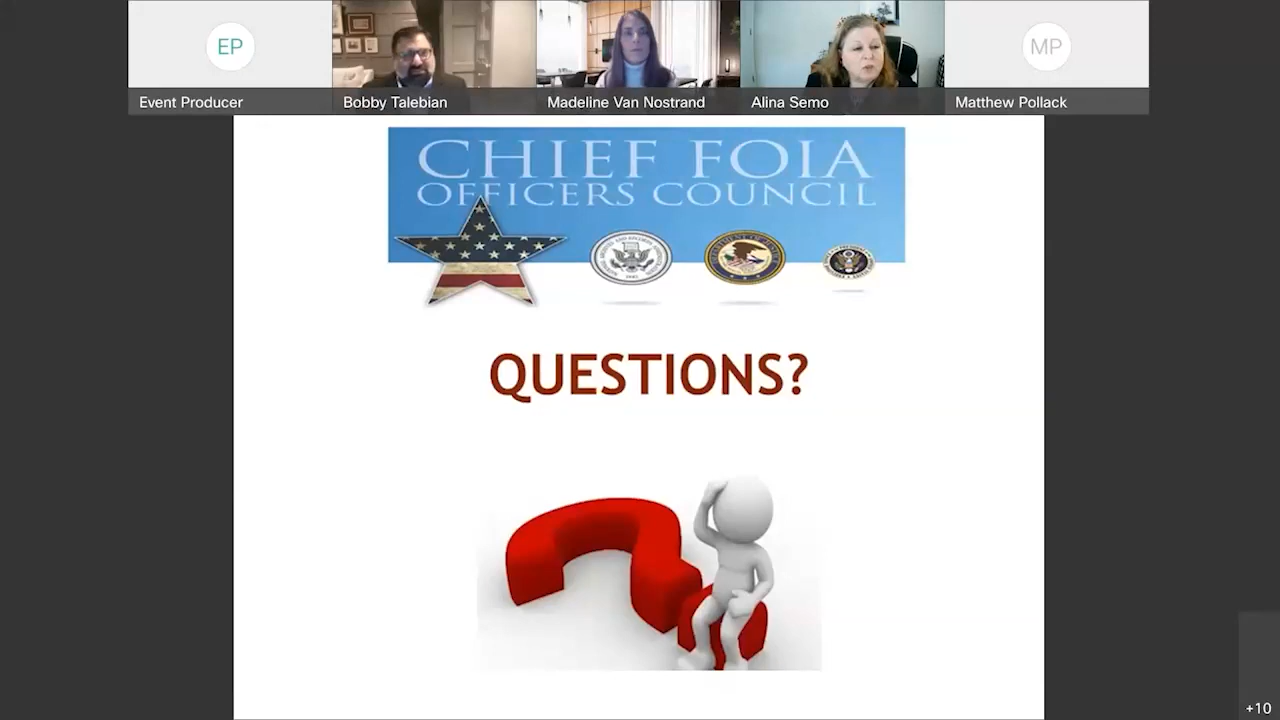 EP
MP
Event Producer
Bobby Talebian
Madeline Van Nostrand
Alina Semo
Matthew Pollack
CHIEF FOIA
OFFICERS COUNCIL
QUESTIONS?
+10